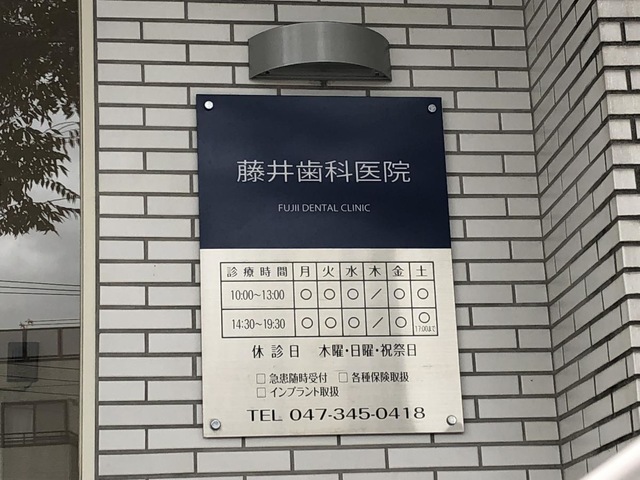 藤井歯科医院
FUJII DENTAL CLINIC
診療時間 月 火 水 木 金 土
10:00~13:00 ○ ○ ○ / ○ ○
14:30~19:30 ○ ○ ○ / ○ ○
17:00まで
休診日 木曜・日曜・祝祭日
□急患随時受付 □各種保険取扱
□インプラント取扱
TEL 047-345-0418